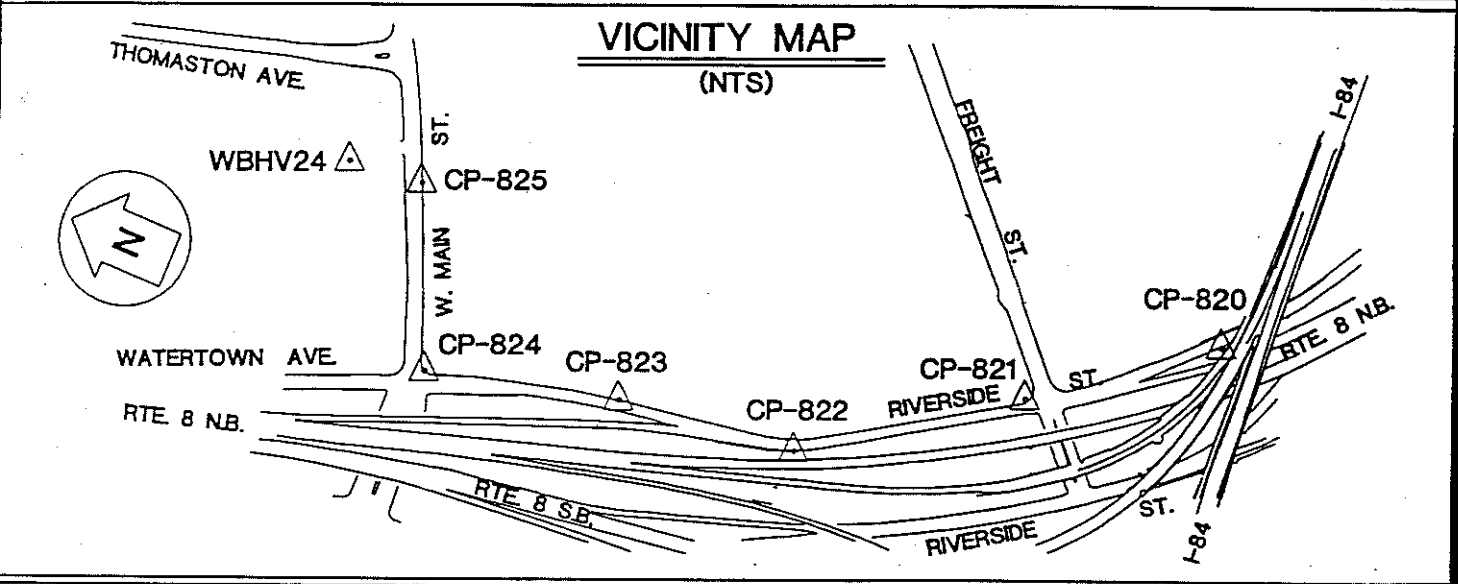 VICINITY MAP
(NTS)
THOMASTON AVE.
WBHV24
ST.
CP-825
N
W. MAIN
FREIGHT
ST.
I-84
CP-820
RTE. 8 N.B.
WATERTOWN AVE.
CP-824
CP-823
CP-821
ST.
RIVERSIDE
CP-822
RTE. 8 N.B.
RTE. 8 S.B.
ST.
RIVERSIDE
I-84